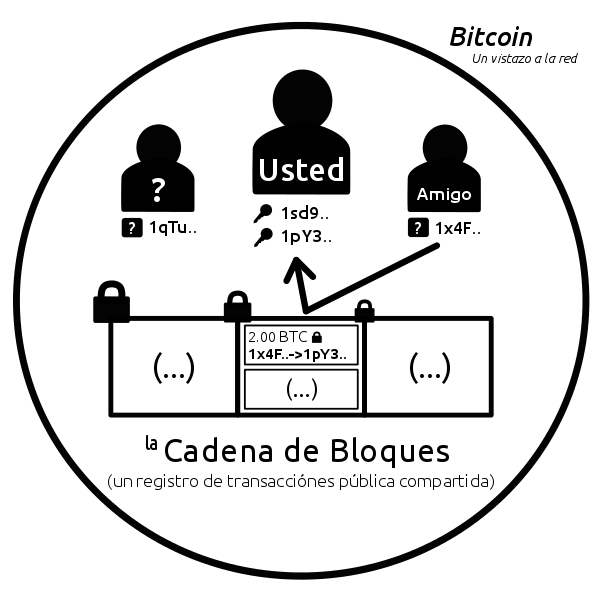 Bitcoin
Un vistazo a la red
?
Usted
Amigo
? 1qTu..
1sd9..
1pY3..
? 1x4F..
(...)
2.00 BTC
1x4F..->1pY3..
(...)
(...)
la Cadena de Bloques
(un registro de transacciónes pública compartida)